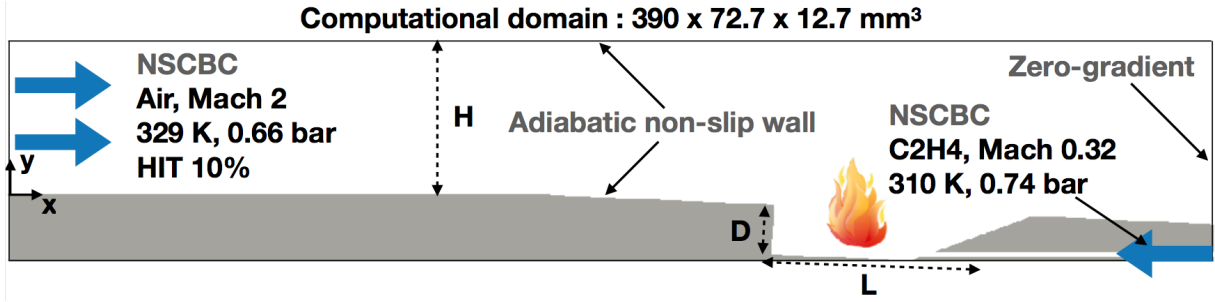 Computational domain : 390 x 72.7 x 12.7 mm³
NSCBC
Air, Mach 2
329 K, 0.66 bar
HIT 10%
H
Adiabatic non-slip wall
Zero-gradient
NSCBC
C2H4, Mach 0.32
310 K, 0.74 bar
y
x
D
L